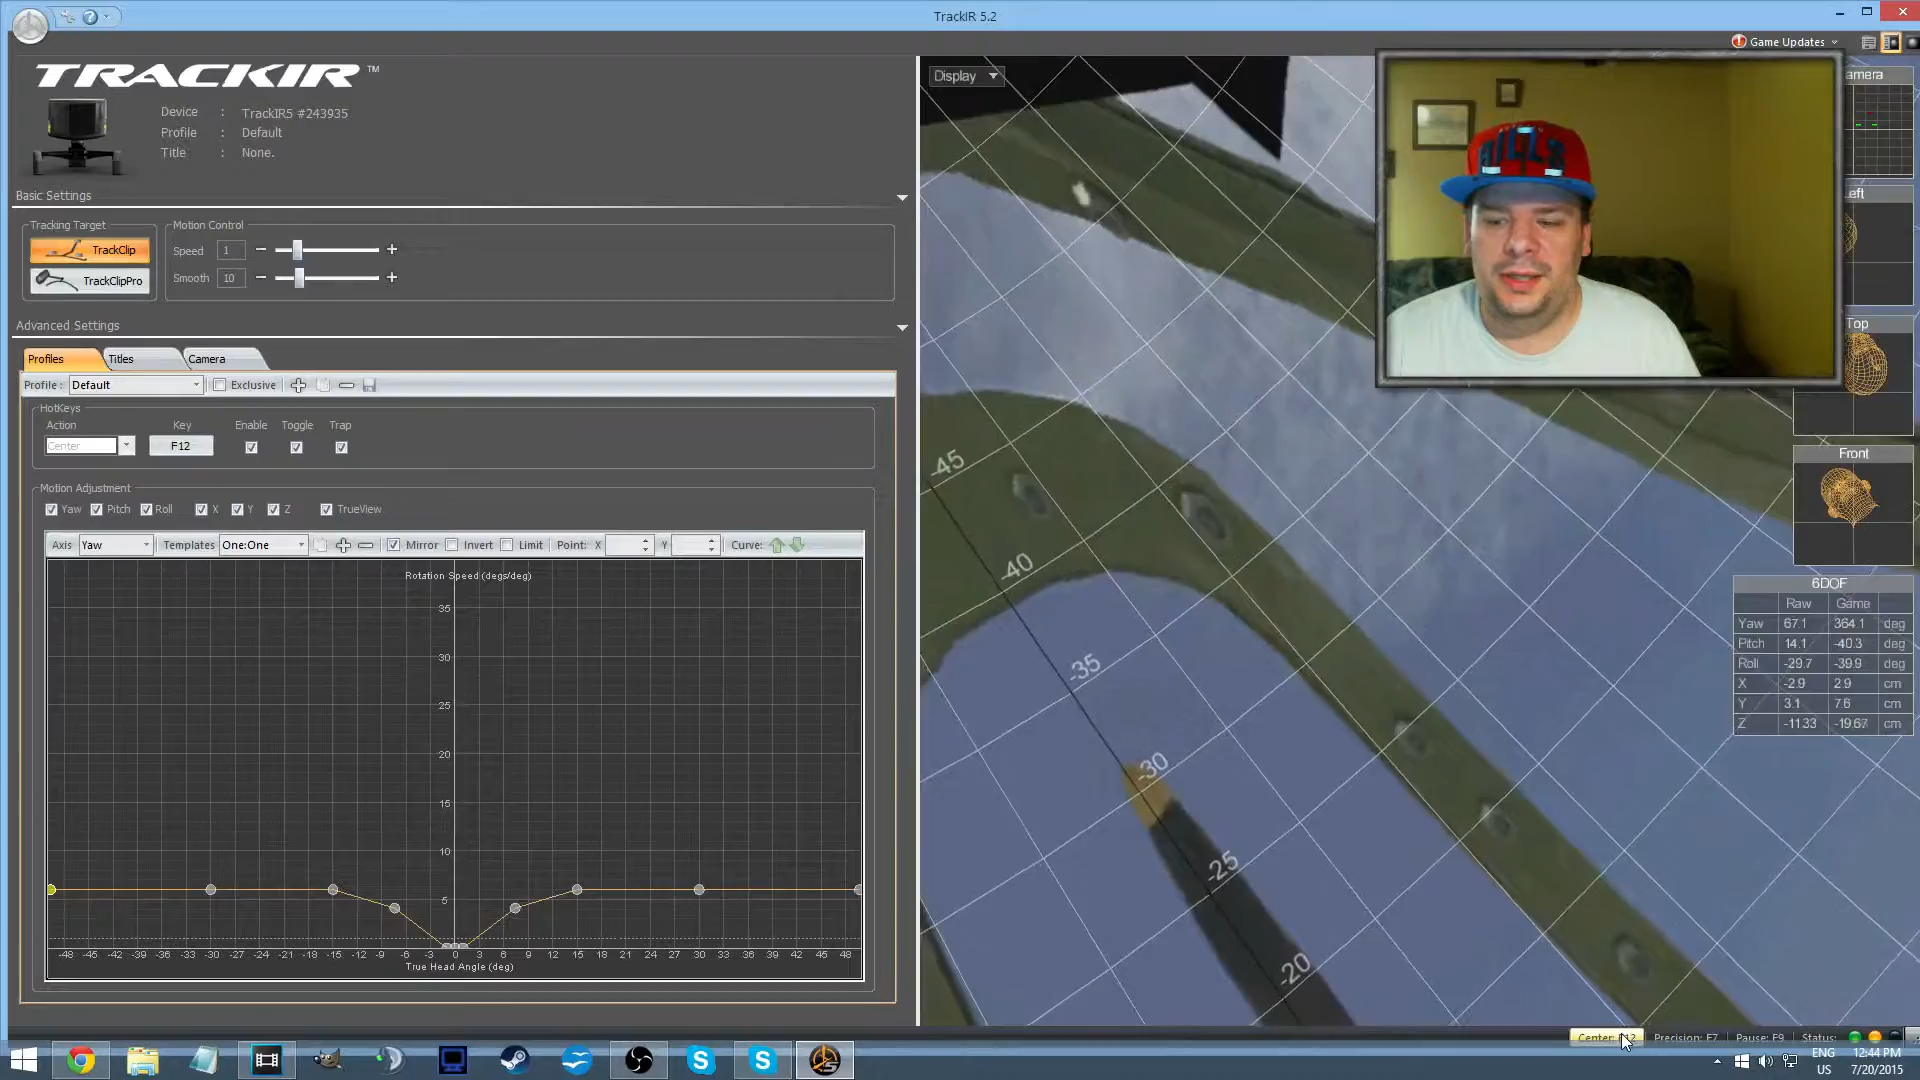 TrackIR 5.2
Game Updates
TRACKIR ™
Device : TrackIR5 #243935
Profile : Default
Title : None.
Basic Settings
Tracking Target
TrackClip
TrackClipPro
Motion Control
Speed 1 − +
Smooth 10 − +
Advanced Settings
Profiles Titles Camera
Profile : Default Exclusive
HotKeys
Action Key Enable Toggle Trap
Center F12
Motion Adjustment
Yaw Pitch Roll X Y Z TrueView
Axis Yaw Templates One:One Mirror Invert Limit Point: X Y Curve:
Rotation Speed (degs/deg)
35
30
25
20
15
10
5
-48 -45 -42 -39 -36 -33 -30 -27 -24 -21 -18 -15 -12 -9 -6 -3 0 3 6 9 12 15 18 21 24 27 30 33 36 39 42 45 48
True Head Angle (deg)
Display
-45
-40
-35
-30
-25
-20
BILLS
amera
Left
Top
Front
6DOF
Raw Game
Yaw 67.1 364.1 deg
Pitch 14.1 -40.3 deg
Roll -29.7 -39.9 deg
X -2.9 2.9 cm
Y 3.1 7.6 cm
Z -11.33 -19.67 cm
Center: F12 Precision: F7 Pause: F9 Status:
ENG
US
12:44 PM
7/20/2015